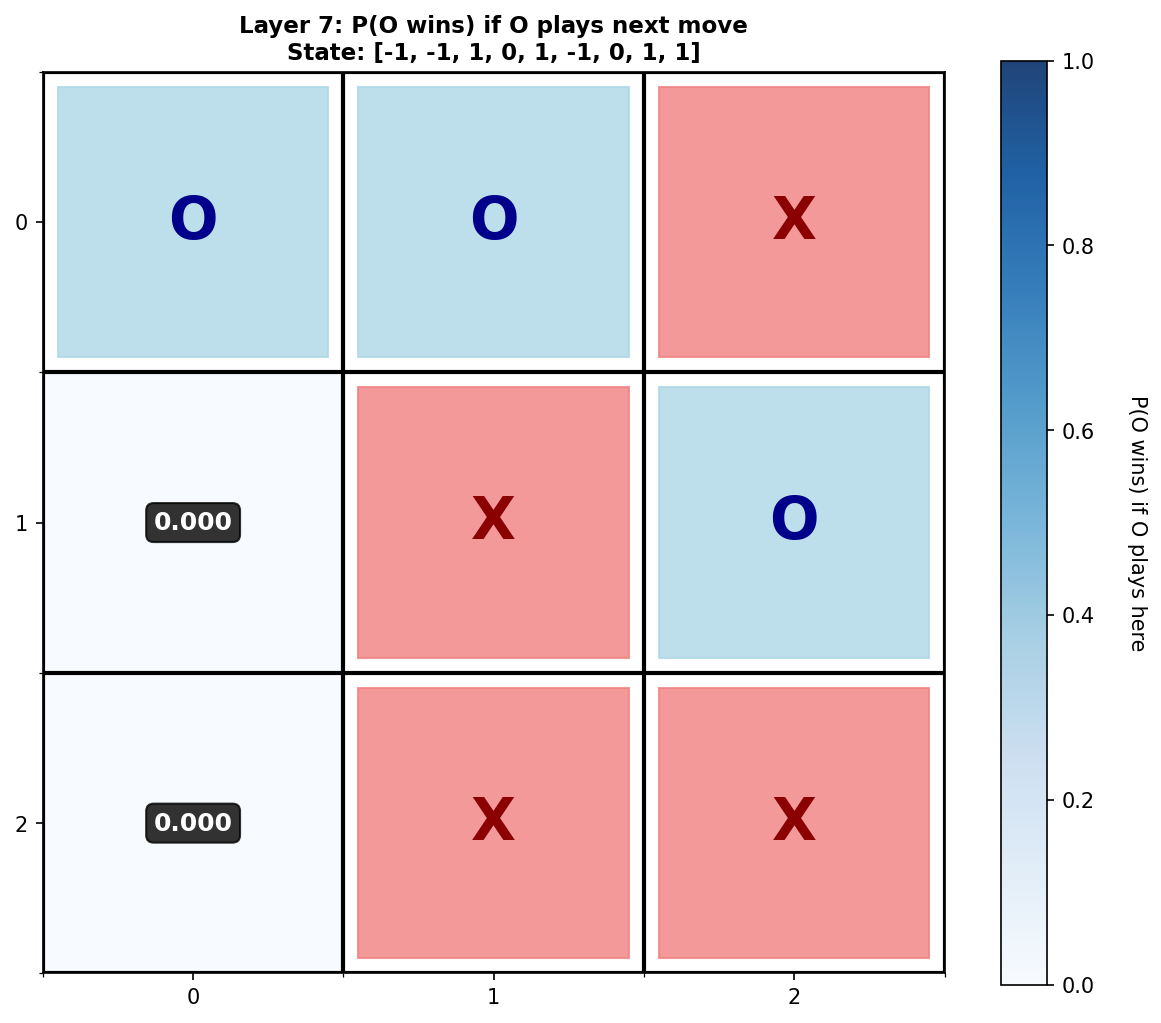 Layer 7: P(O wins) if O plays next move
State: [-1, -1, 1, 0, 1, -1, 0, 1, 1]
0 O O X
1 0.000 X O
2 0.000 X X
0 1 2
1.0
0.8
0.6
0.4
0.2
0.0
P(O wins) if O plays here